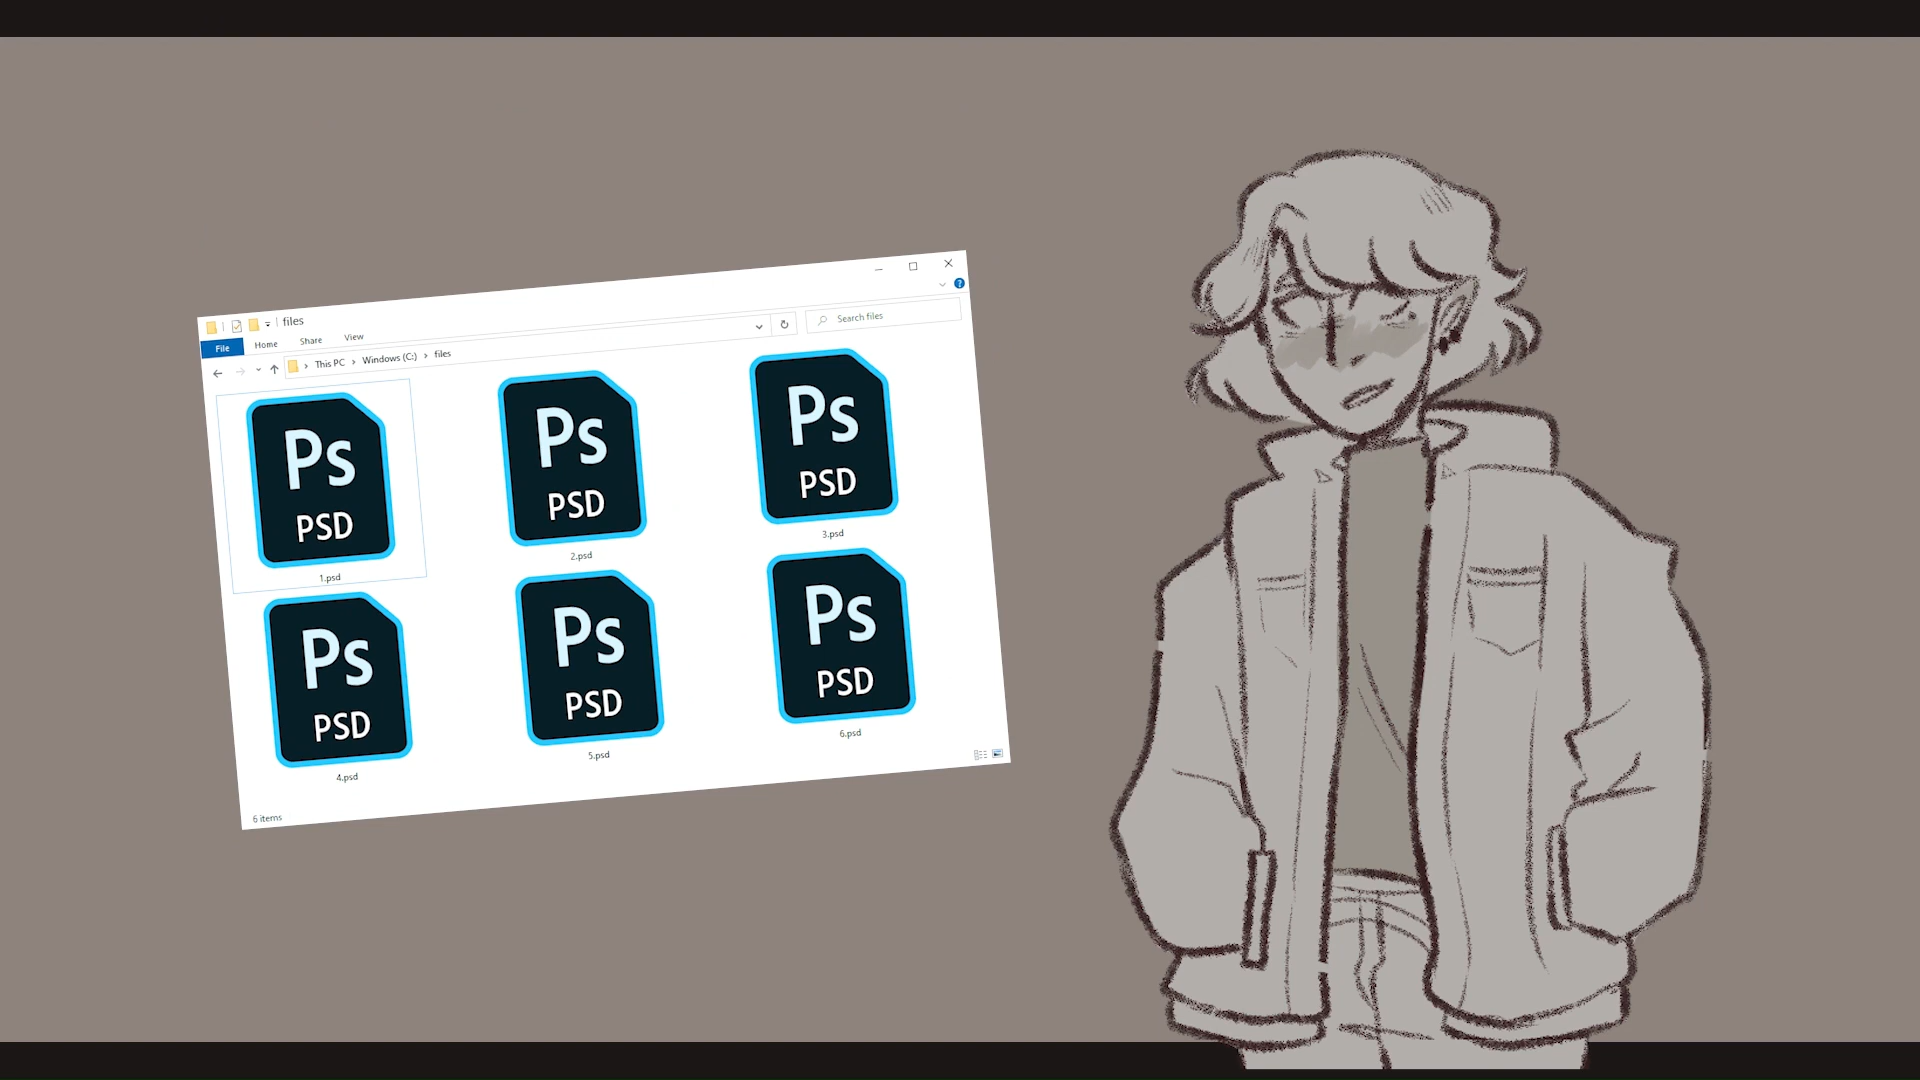 files
File Home Share View
This PC › Windows (C:) › files
Search files
Ps
PSD
1.psd
Ps
PSD
2.psd
Ps
PSD
3.psd
Ps
PSD
4.psd
Ps
PSD
5.psd
Ps
PSD
6.psd
6 items